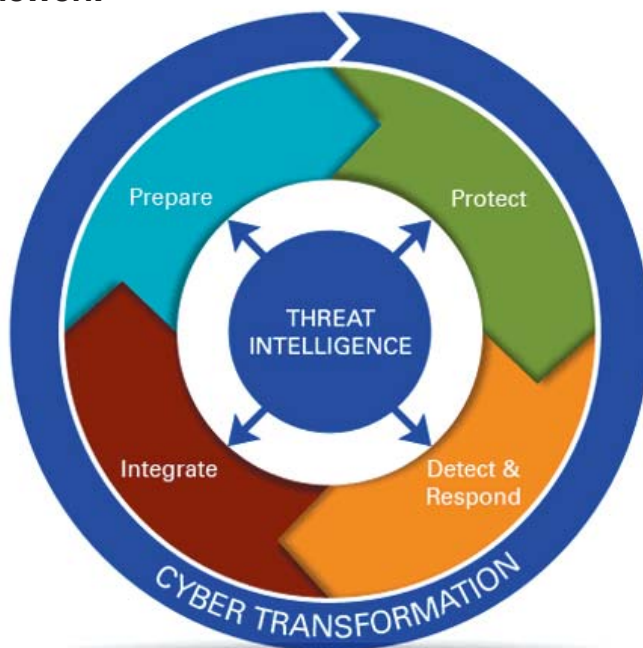 Prepare
Protect
THREAT
INTELLIGENCE
Integrate
Detect &
Respond
CYBER TRANSFORMATION